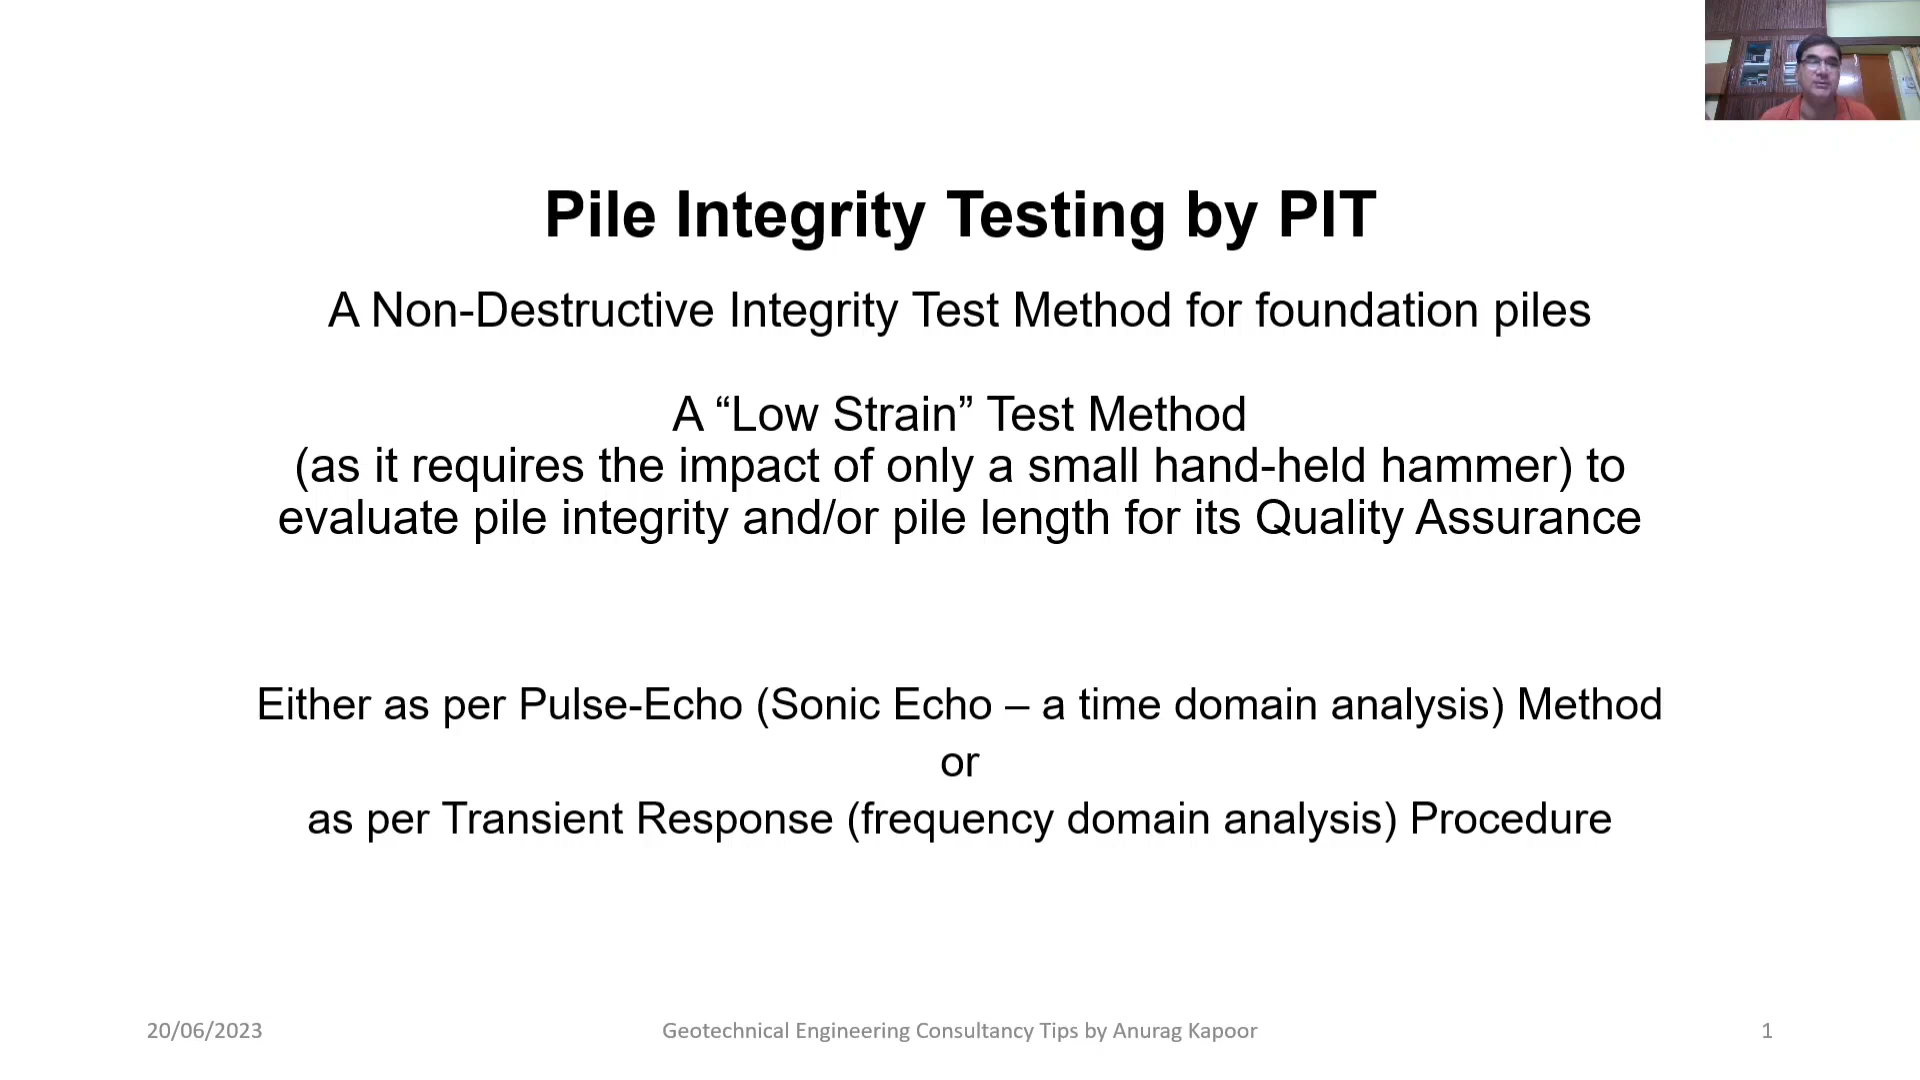 Pile Integrity Testing by PIT
A Non-Destructive Integrity Test Method for foundation piles
A “Low Strain” Test Method
(as it requires the impact of only a small hand-held hammer) to
evaluate pile integrity and/or pile length for its Quality Assurance
Either as per Pulse-Echo (Sonic Echo – a time domain analysis) Method
or
as per Transient Response (frequency domain analysis) Procedure
20/06/2023
Geotechnical Engineering Consultancy Tips by Anurag Kapoor
1